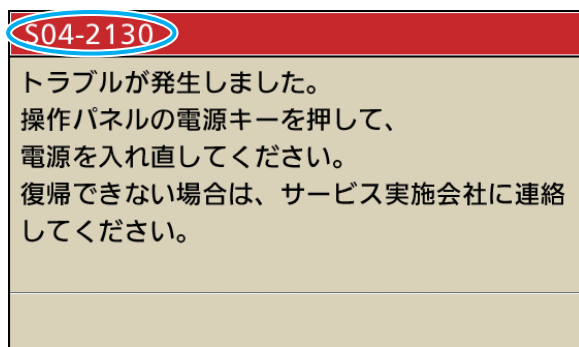 S04-2130
トラブルが発生しました。
操作パネルの電源キーを押して、
電源を入れ直してください。
復帰できない場合は、サービス実施会社に連絡
してください。